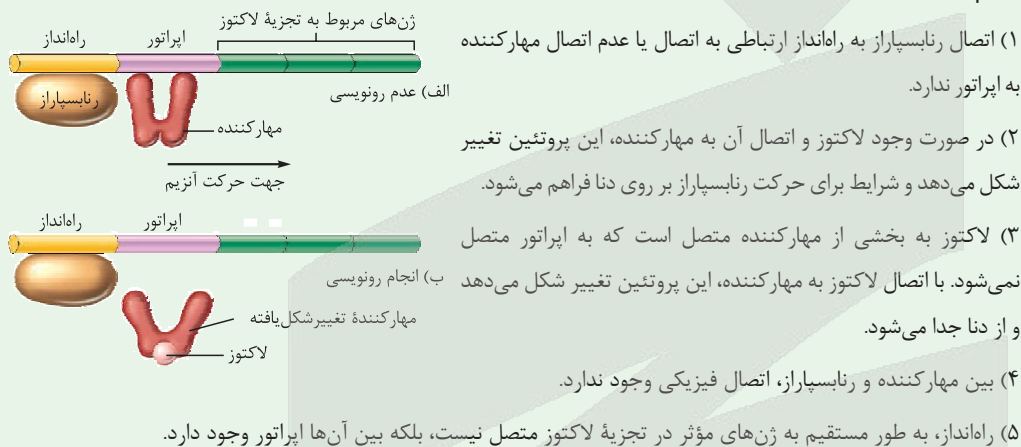 ژن‌های مربوط به تجزیهٔ لاکتوز
راه‌انداز
اپراتور
رنابسپاراز
الف) عدم رونویسی
مهارکننده
جهت حرکت آنزیم
راه‌انداز
اپراتور
ب) انجام رونویسی
مهارکنندهٔ تغییرشکل‌یافته
لاکتوز
۱) اتصال رنابسپاراز به راه‌انداز ارتباطی به اتصال یا عدم اتصال مهارکننده
به اپراتور ندارد.
۲) در صورت وجود لاکتوز و اتصال آن به مهارکننده، این پروتئین تغییر
شکل می‌دهد و شرایط برای حرکت رنابسپاراز بر روی دنا فراهم می‌شود.
۳) لاکتوز به بخشی از مهارکننده متصل است که به اپراتور متصل
نمی‌شود. با اتصال لاکتوز به مهارکننده، این پروتئین تغییر شکل می‌دهد
و از دنا جدا می‌شود.
۴) بین مهارکننده و رنابسپاراز، اتصال فیزیکی وجود ندارد.
۵) راه‌انداز، به طور مستقیم به ژن‌های مؤثر در تجزیهٔ لاکتوز متصل نیست، بلکه بین آن‌ها اپراتور وجود دارد.